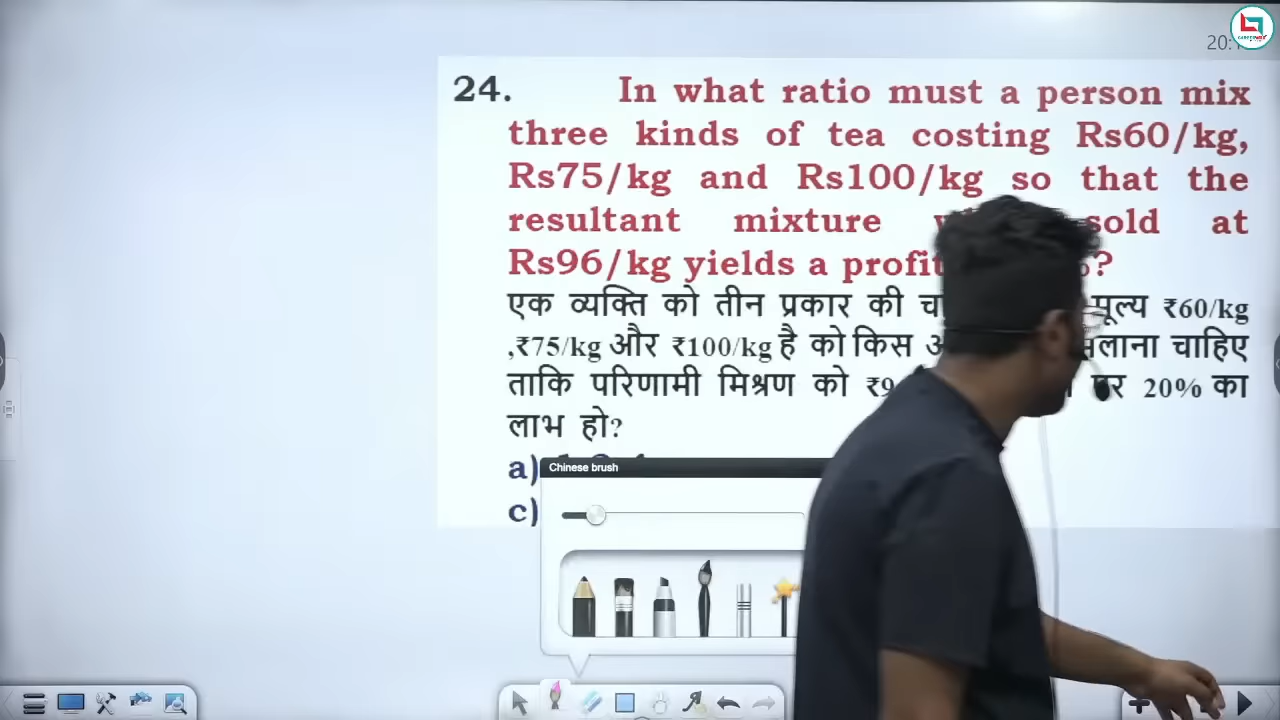 20:
24. In what ratio must a person mix
three kinds of tea costing Rs60/kg,
Rs75/kg and Rs100/kg so that the
resultant mixture sold at
Rs96/kg yields a profit ?
एक व्यक्ति को तीन प्रकार की मूल्य ₹60/kg
,₹75/kg और ₹100/kg है को किस चाहिए
ताकि परिणामी मिश्रण को ₹9 पर 20% का
लाभ हो?
a)
Chinese brush
c)